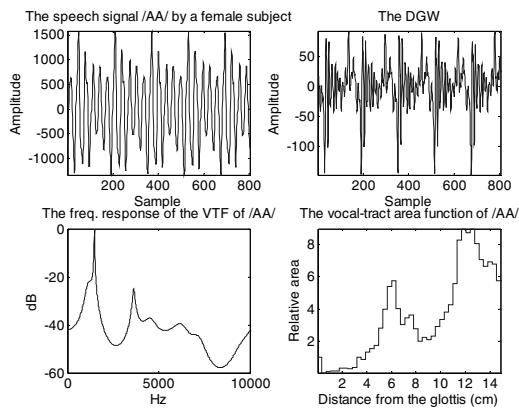 The speech signal /AA/ by a female subject
1500
1000
500
0
-500
-1000
Amplitude
200 400 600 800
Sample
The DGW
50
0
-50
-100
Amplitude
200 400 600 800
Sample
The freq. response of the VTF of /AA/
0
-20
-40
-60
dB
0 5000 10000
Hz
The vocal-tract area function of /AA/
8
6
4
2
Relative area
2 4 6 8 10 12 14
Distance from the glottis (cm)